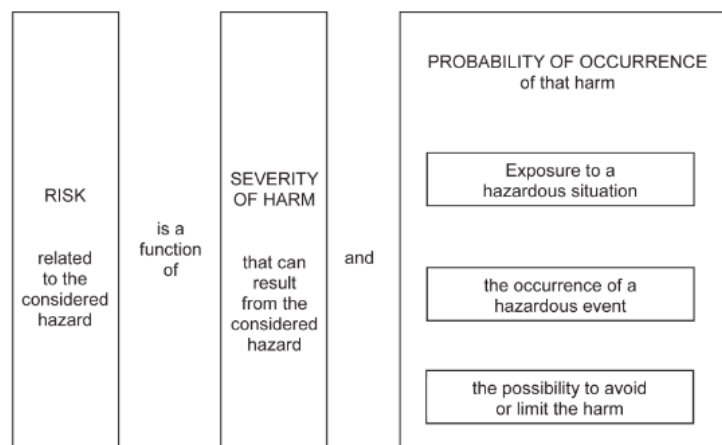 RISK
related
to the
considered
hazard
is a
function
of
SEVERITY
OF HARM
that can
result
from the
considered
hazard
and
PROBABILITY OF OCCURRENCE
of that harm
Exposure to a
hazardous situation
the occurrence of a
hazardous event
the possibility to avoid
or limit the harm